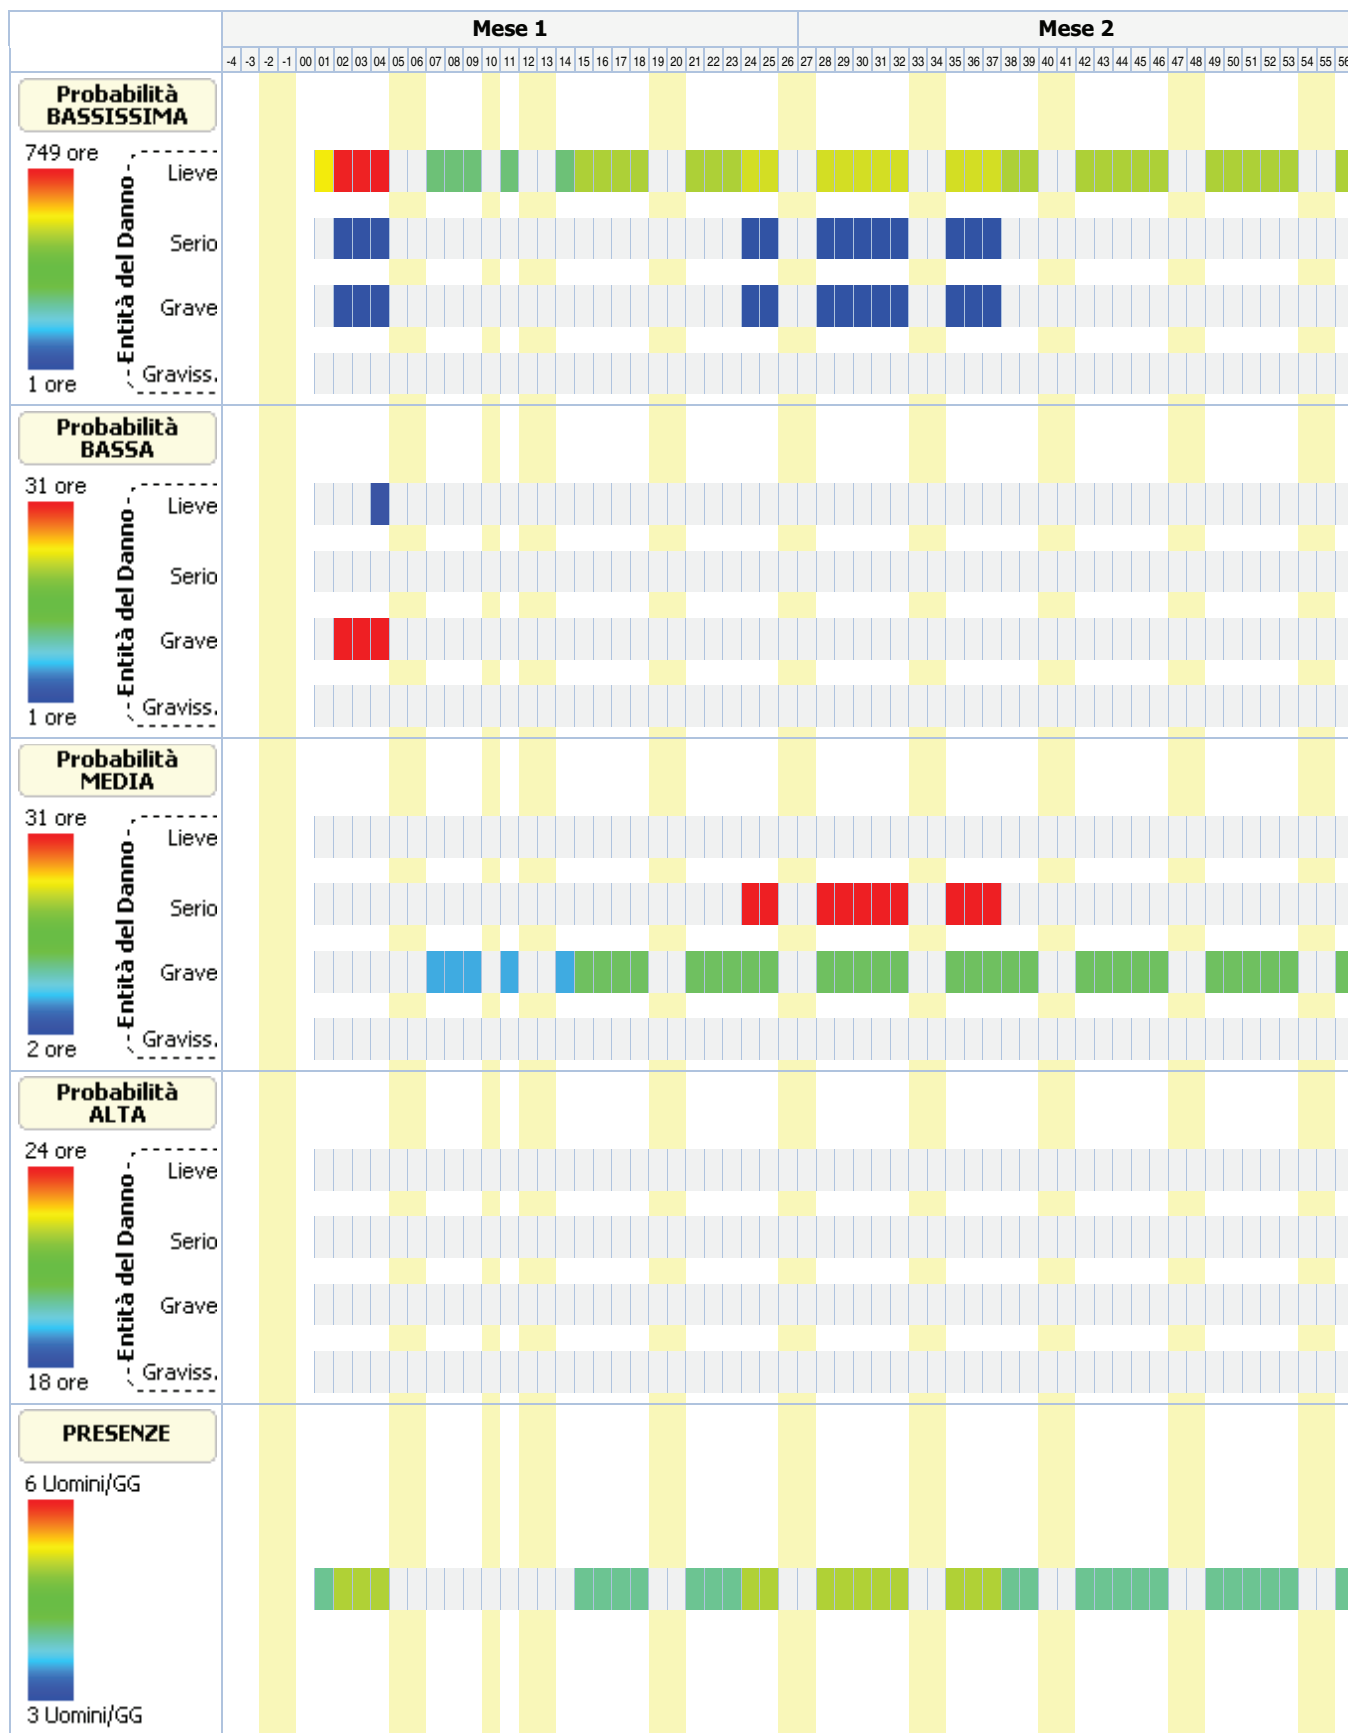 Mese 1 Mese 2
-4 -3 -2 -1 00 01 02 03 04 05 06 07 08 09 10 11 12 13 14 15 16 17 18 19 20 21 22 23 24 25 26 27 28 29 30 31 32 33 34 35 36 37 38 39 40 41 42 43 44 45 46 47 48 49 50 51 52 53 54 55 56
Probabilità
BASSISSIMA
749 ore
Entità del Danno
Lieve
Serio
Grave
Graviss.
1 ore
Probabilità
BASSA
31 ore
Entità del Danno
Lieve
Serio
Grave
Graviss.
1 ore
Probabilità
MEDIA
31 ore
Entità del Danno
Lieve
Serio
Grave
Graviss.
2 ore
Probabilità
ALTA
24 ore
Entità del Danno
Lieve
Serio
Grave
Graviss.
18 ore
PRESENZE
6 Uomini/GG
3 Uomini/GG